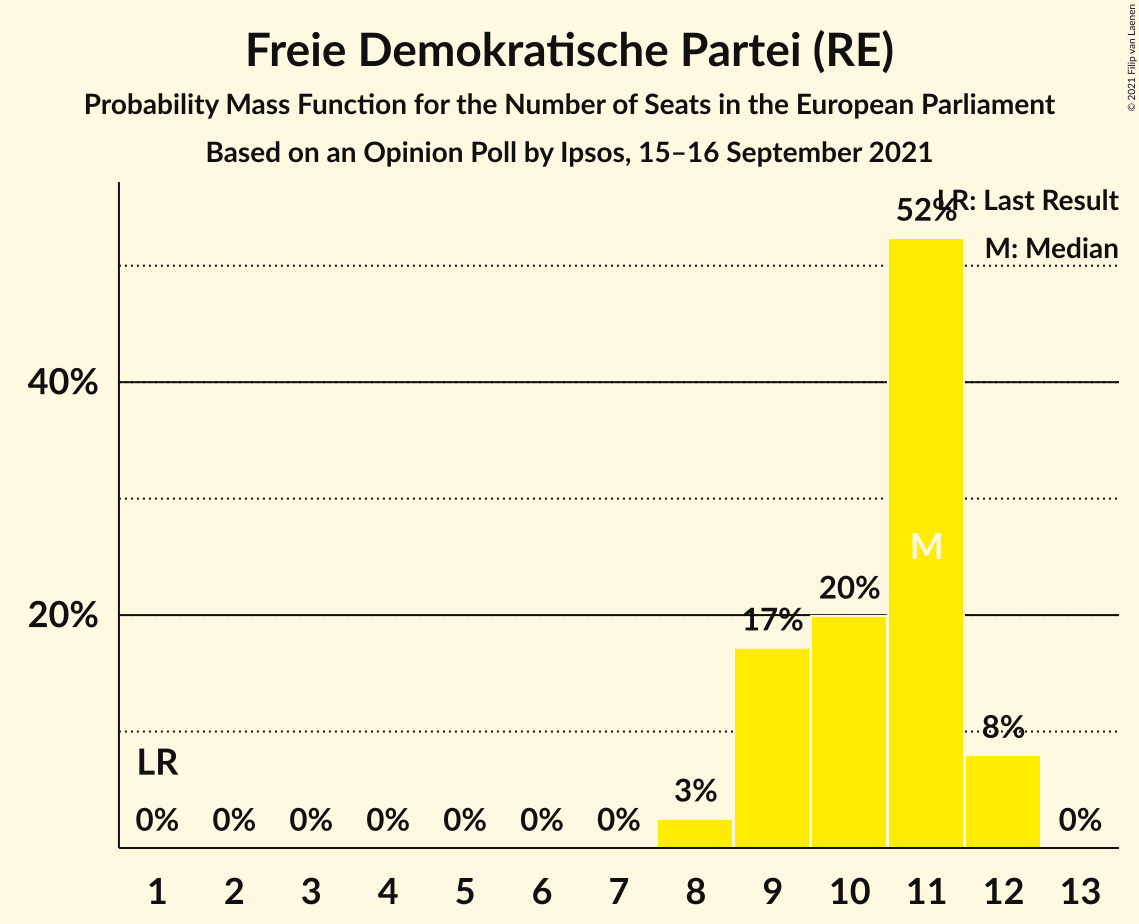 Freie Demokratische Partei (RE)
Probability Mass Function for the Number of Seats in the European Parliament
Based on an Opinion Poll by Ipsos, 15–16 September 2021
© 2021 Filip van Laenen
LR: Last Result
M: Median
52%
40%
M
20%
20%
17%
8%
LR
3%
0% 0% 0% 0% 0% 0% 0% 0%
1 2 3 4 5 6 7 8 9 10 11 12 13